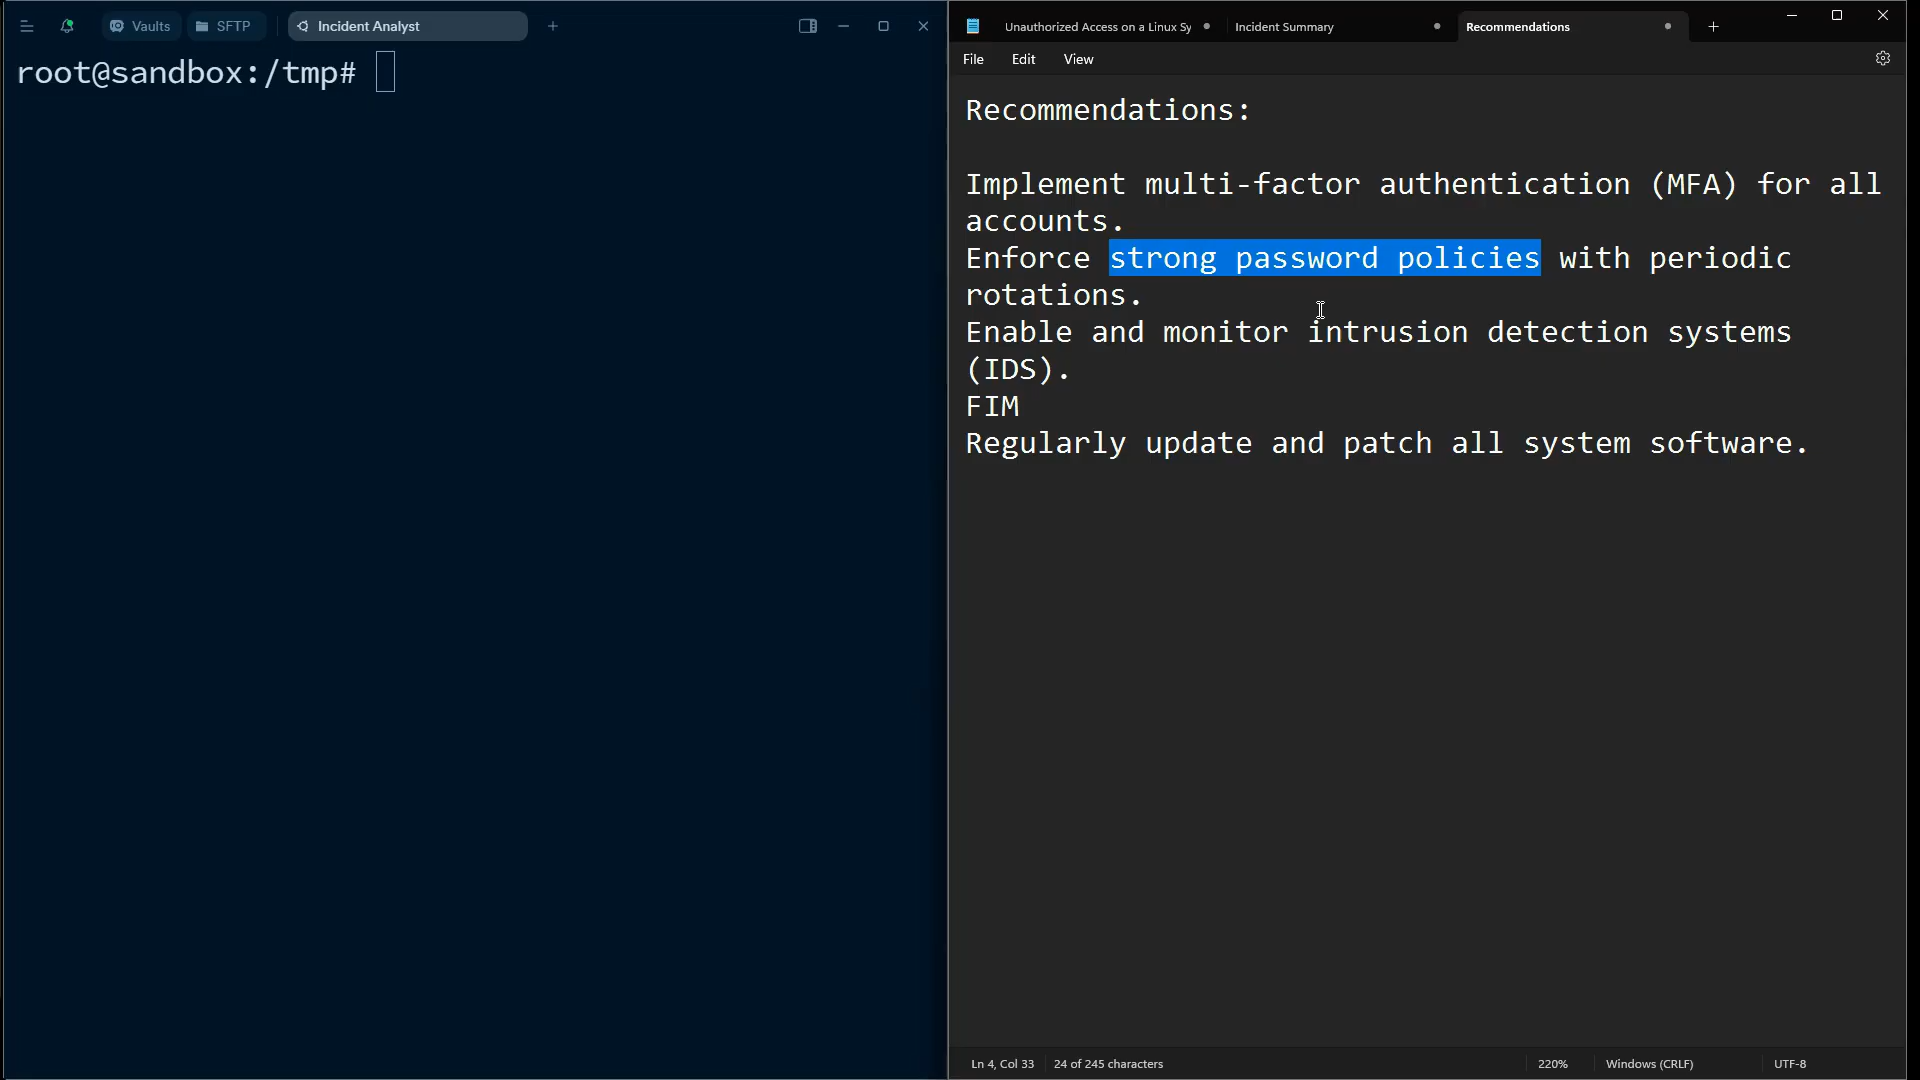 Vaults
SFTP
Incident Analyst
root@sandbox:/tmp#
Unauthorized Access on a Linux Sy
Incident Summary
Recommendations
File
Edit
View
Recommendations:
Implement multi-factor authentication (MFA) for all
accounts.
Enforce strong password policies with periodic
rotations.
Enable and monitor intrusion detection systems
(IDS).
FIM
Regularly update and patch all system software.
Ln 4, Col 33
24 of 245 characters
220%
Windows (CRLF)
UTF-8